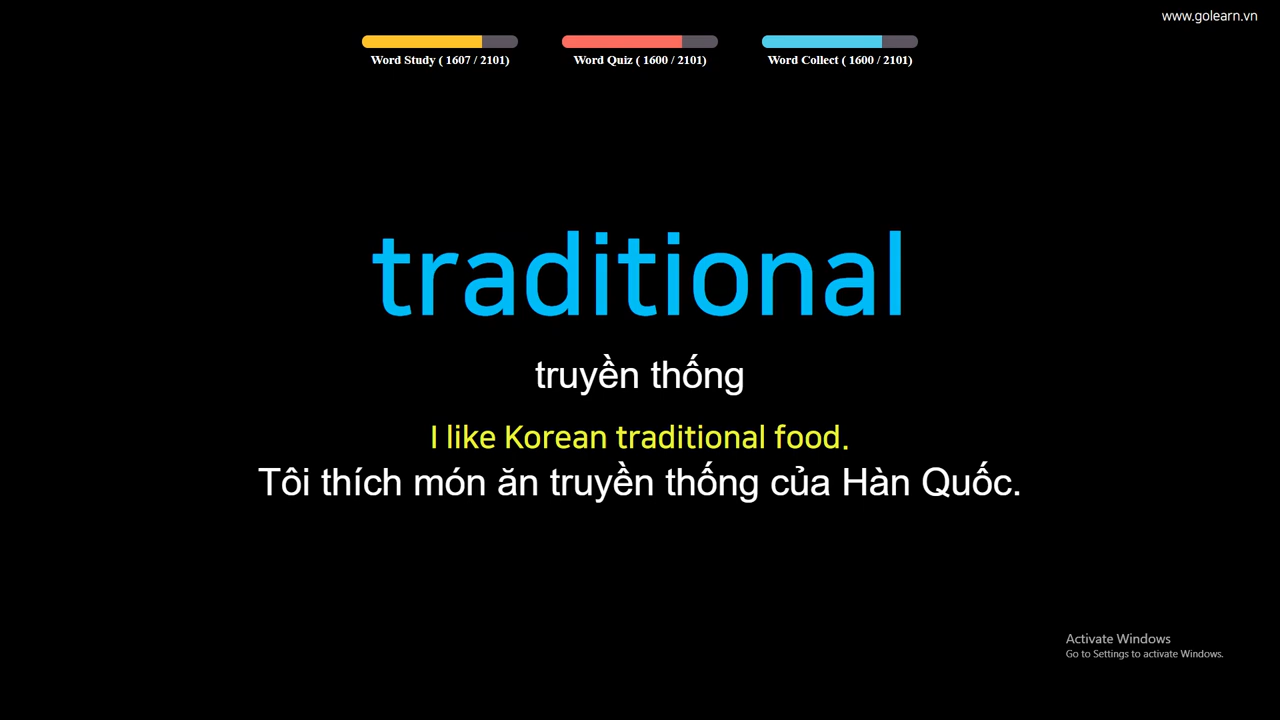 www.golearn.vn
Word Study ( 1607 / 2101) Word Quiz ( 1600 / 2101) Word Collect ( 1600 / 2101)
traditional
truyền thống
I like Korean traditional food.
Tôi thích món ăn truyền thống của Hàn Quốc.
Activate Windows
Go to Settings to activate Windows.